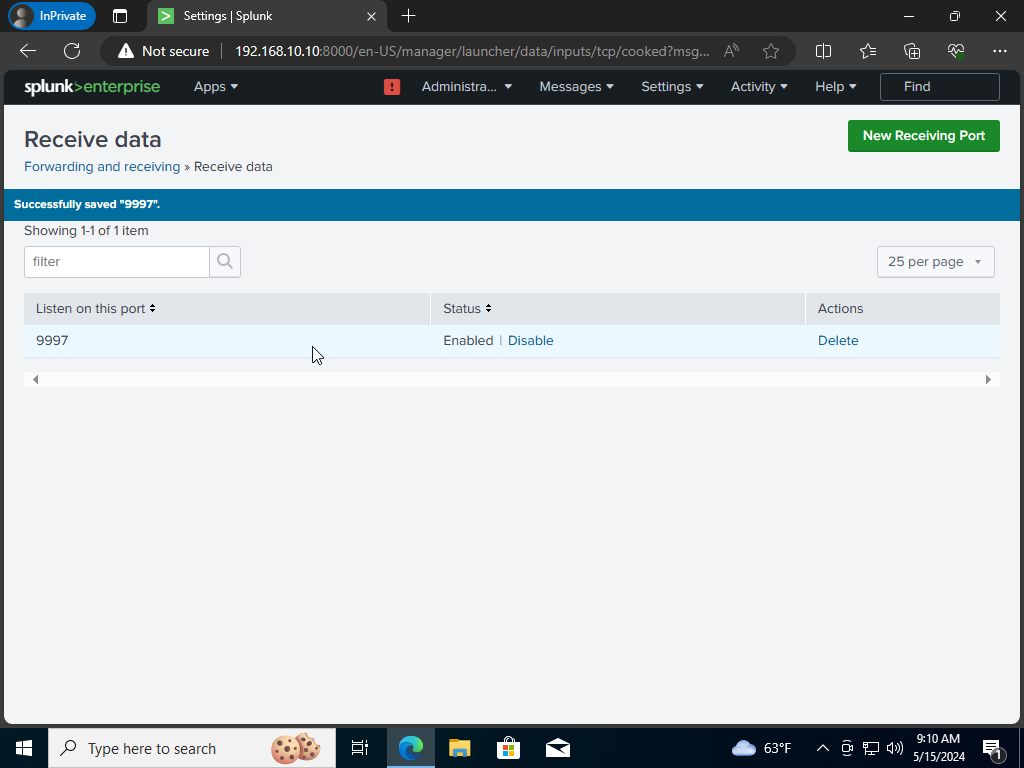 InPrivate
Settings | Splunk
Not secure
192.168.10.10:8000/en-US/manager/launcher/data/inputs/tcp/cooked?msg...
splunk>enterprise
Apps
Administra...
Messages
Settings
Activity
Help
Find
Receive data
New Receiving Port
Forwarding and receiving » Receive data
Successfully saved "9997".
Showing 1-1 of 1 item
filter
25 per page
Listen on this port
Status
Actions
9997
Enabled | Disable
Delete
Type here to search
63°F
9:10 AM
5/15/2024
1